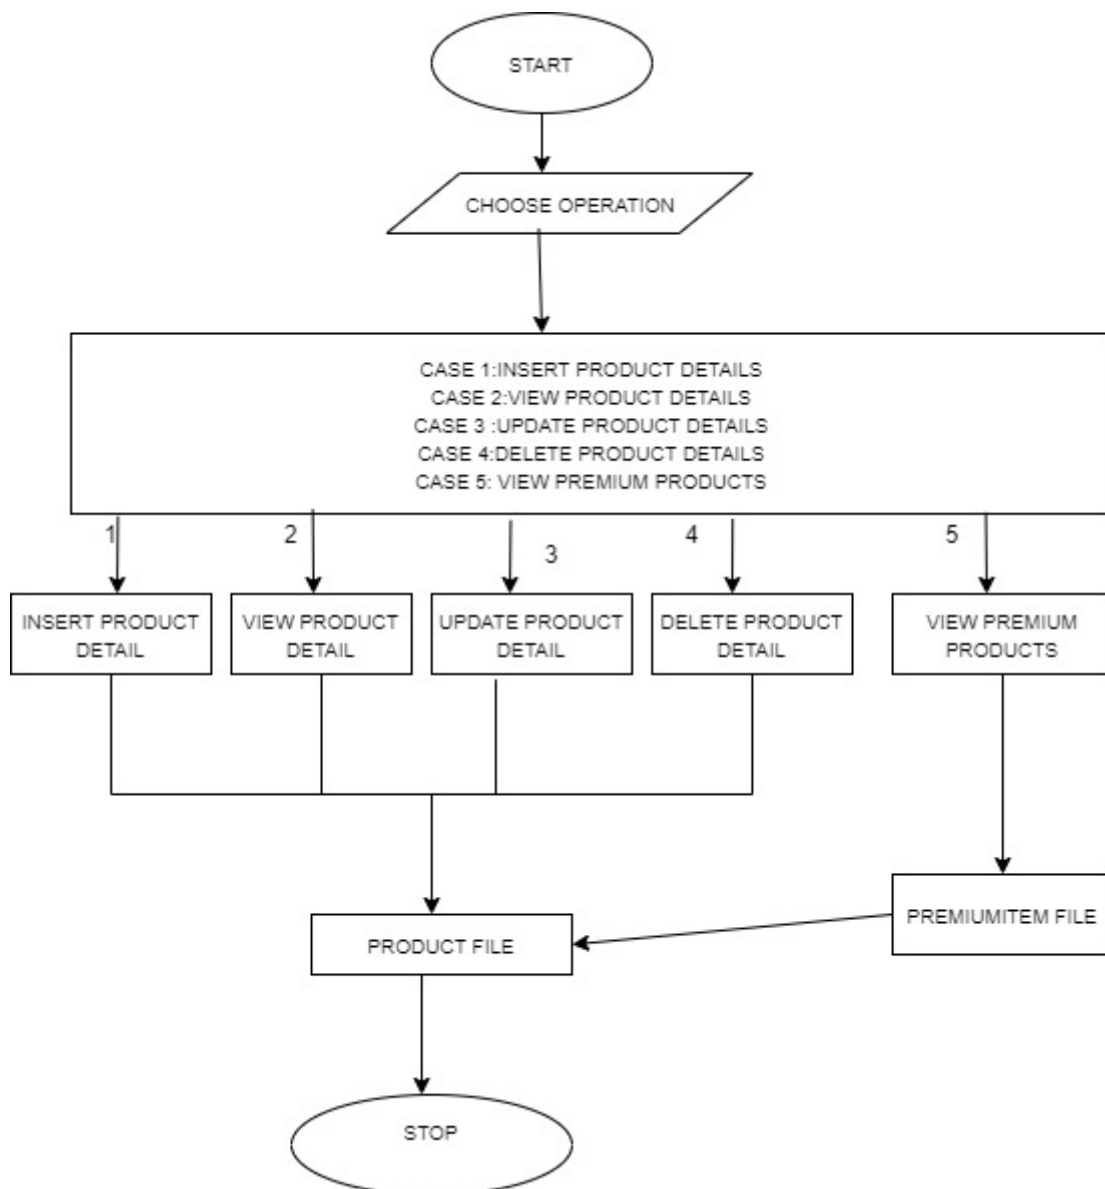 START
CHOOSE OPERATION
CASE 1:INSERT PRODUCT DETAILS
CASE 2:VIEW PRODUCT DETAILS
CASE 3 :UPDATE PRODUCT DETAILS
CASE 4:DELETE PRODUCT DETAILS
CASE 5: VIEW PREMIUM PRODUCTS
1
2
3
4
5
INSERT PRODUCT
DETAIL
VIEW PRODUCT
DETAIL
UPDATE PRODUCT
DETAIL
DELETE PRODUCT
DETAIL
VIEW PREMIUM
PRODUCTS
PREMIUMITEM FILE
PRODUCT FILE
STOP